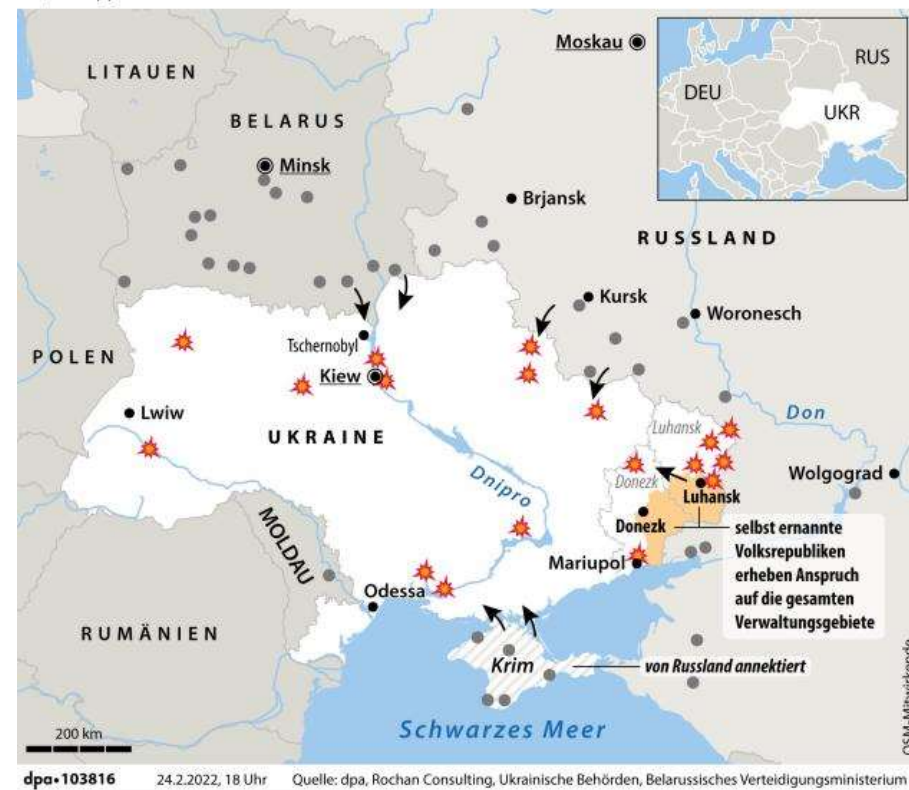 Moskau
LITAUEN
RUS
DEU
UKR
BELARUS
Minsk
Brjansk
RUSSLAND
Kursk
Woronesch
Tschernobyl
POLEN
Kiew
Lwiw
Don
UKRAINE
Luhansk
Wolgograd
Dnipro
Donezk
Luhansk
Donezk
selbst ernannte
Volksrepubliken
erheben Anspruch
auf die gesamten
Verwaltungsgebiete
MOLDAU
Mariupol
Odessa
RUMÄNIEN
Krim
von Russland annektiert
OSM-Mitwirkende
Schwarzes Meer
200 km
dpa•103816 24.2.2022, 18 Uhr Quelle: dpa, Rochan Consulting, Ukrainische Behörden, Belarussisches Verteidigungsministerium